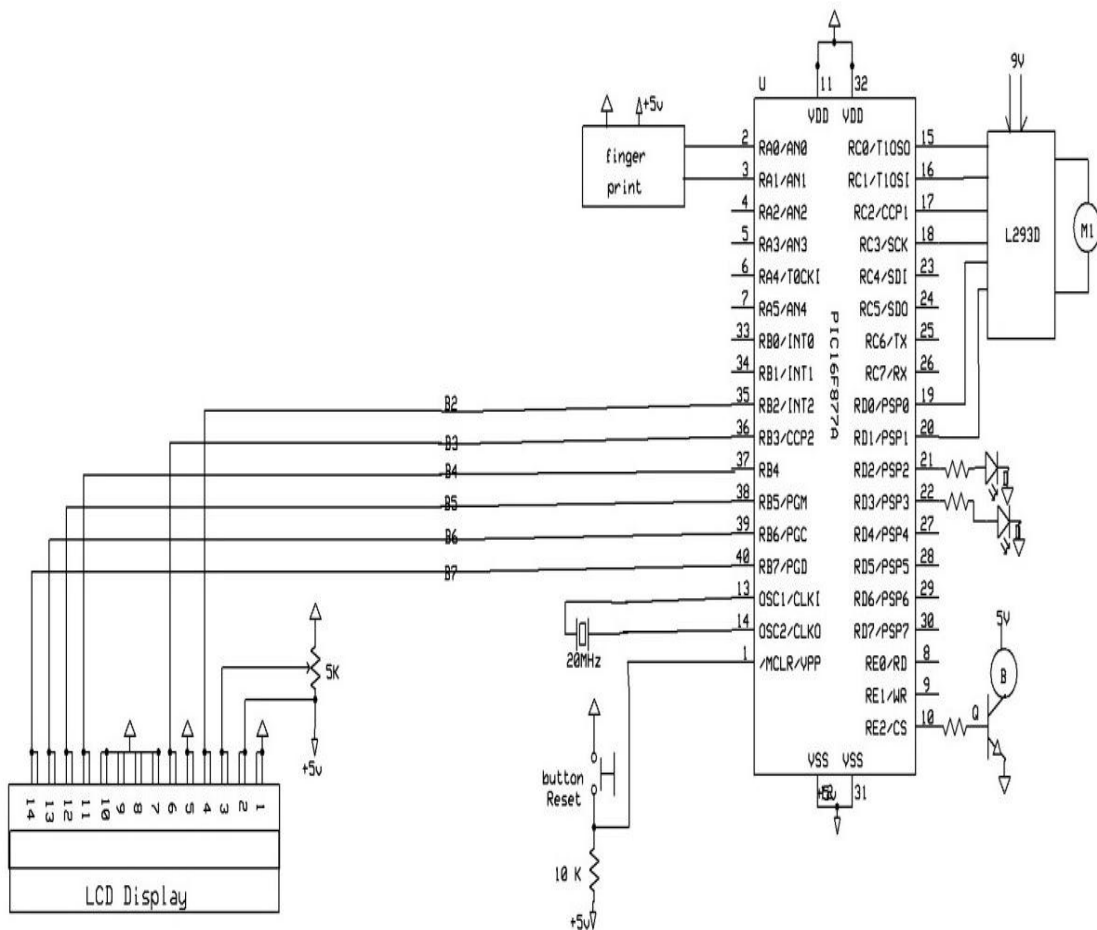 U
11 32
VDD VDD
9V
+5v
finger
print
2 RA0/AN0
3 RA1/AN1
4 RA2/AN2
5 RA3/AN3
6 RA4/T0CKI
7 RA5/AN4
33 RB0/INT0
34 RB1/INT1
35 RB2/INT2
36 RB3/CCP2
37 RB4
38 RB5/PGM
39 RB6/PGC
40 RB7/PGD
13 OSC1/CLKI
14 OSC2/CLKO
1 /MCLR/VPP
PIC16F877A
RC0/T1OSO 15
RC1/T1OSI 16
RC2/CCP1 17
RC3/SCK 18
RC4/SDI 23
RC5/SDO 24
RC6/TX 25
RC7/RX 26
RD0/PSP0 19
RD1/PSP1 20
RD2/PSP2 21
RD3/PSP3 22
RD4/PSP4 27
RD5/PSP5 28
RD6/PSP6 29
RD7/PSP7 30
RE0/RD 8
RE1/WR 9
RE2/CS 10
VSS VSS
+5v
31
L293D
M1
5V
B
Q
B2
B3
B4
B5
B6
B7
20MHz
5K
+5v
button
Reset
10 K
+5v
14 13 12 11 10 9 8 7 6 5 4 3 2 1
LCD Display